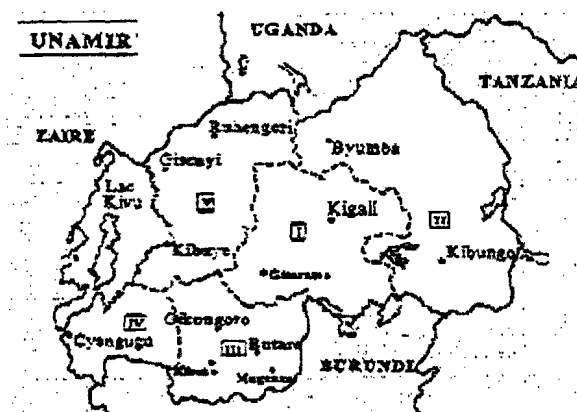 UNAMIR
UGANDA
TANZANIA
ZAIRE
Ruhengeri
Byumba
Gisenyi
Lac
Kivu
Kigali
I
II
Kibuye
Kibungo
Gitarama
IV
Gikongoro
Cyangugu
III
Butare
BURUNDI